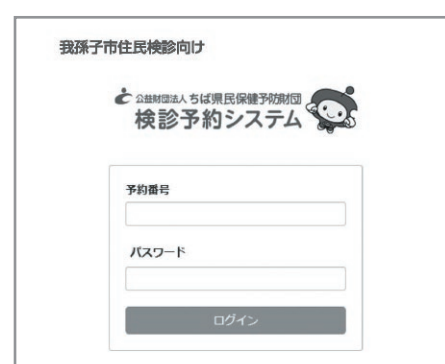 我孫子市住民検診向け
公益財団法人ちば県民保健予防財団
検診予約システム
予約番号
パスワード
ログイン